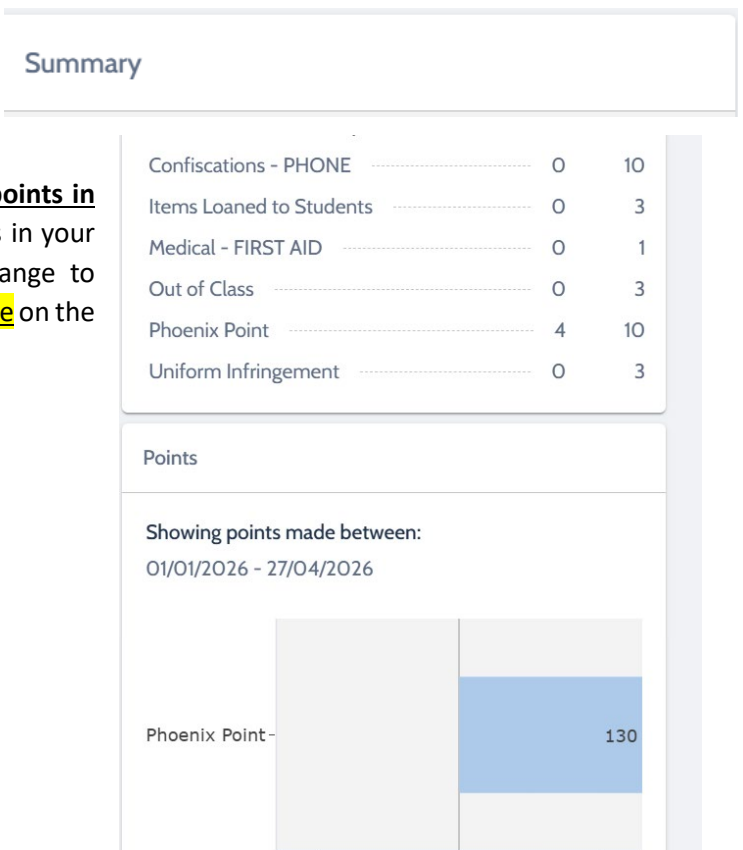 Summary
Confiscations - PHONE 0 10
points in
Items Loaned to Students 0 3
in your
Medical - FIRST AID 0 1
to
Out of Class 0 3
on the
Phoenix Point 4 10
Uniform Infringement 0 3
Points
Showing points made between:
01/01/2026 - 27/04/2026
Phoenix Point 130